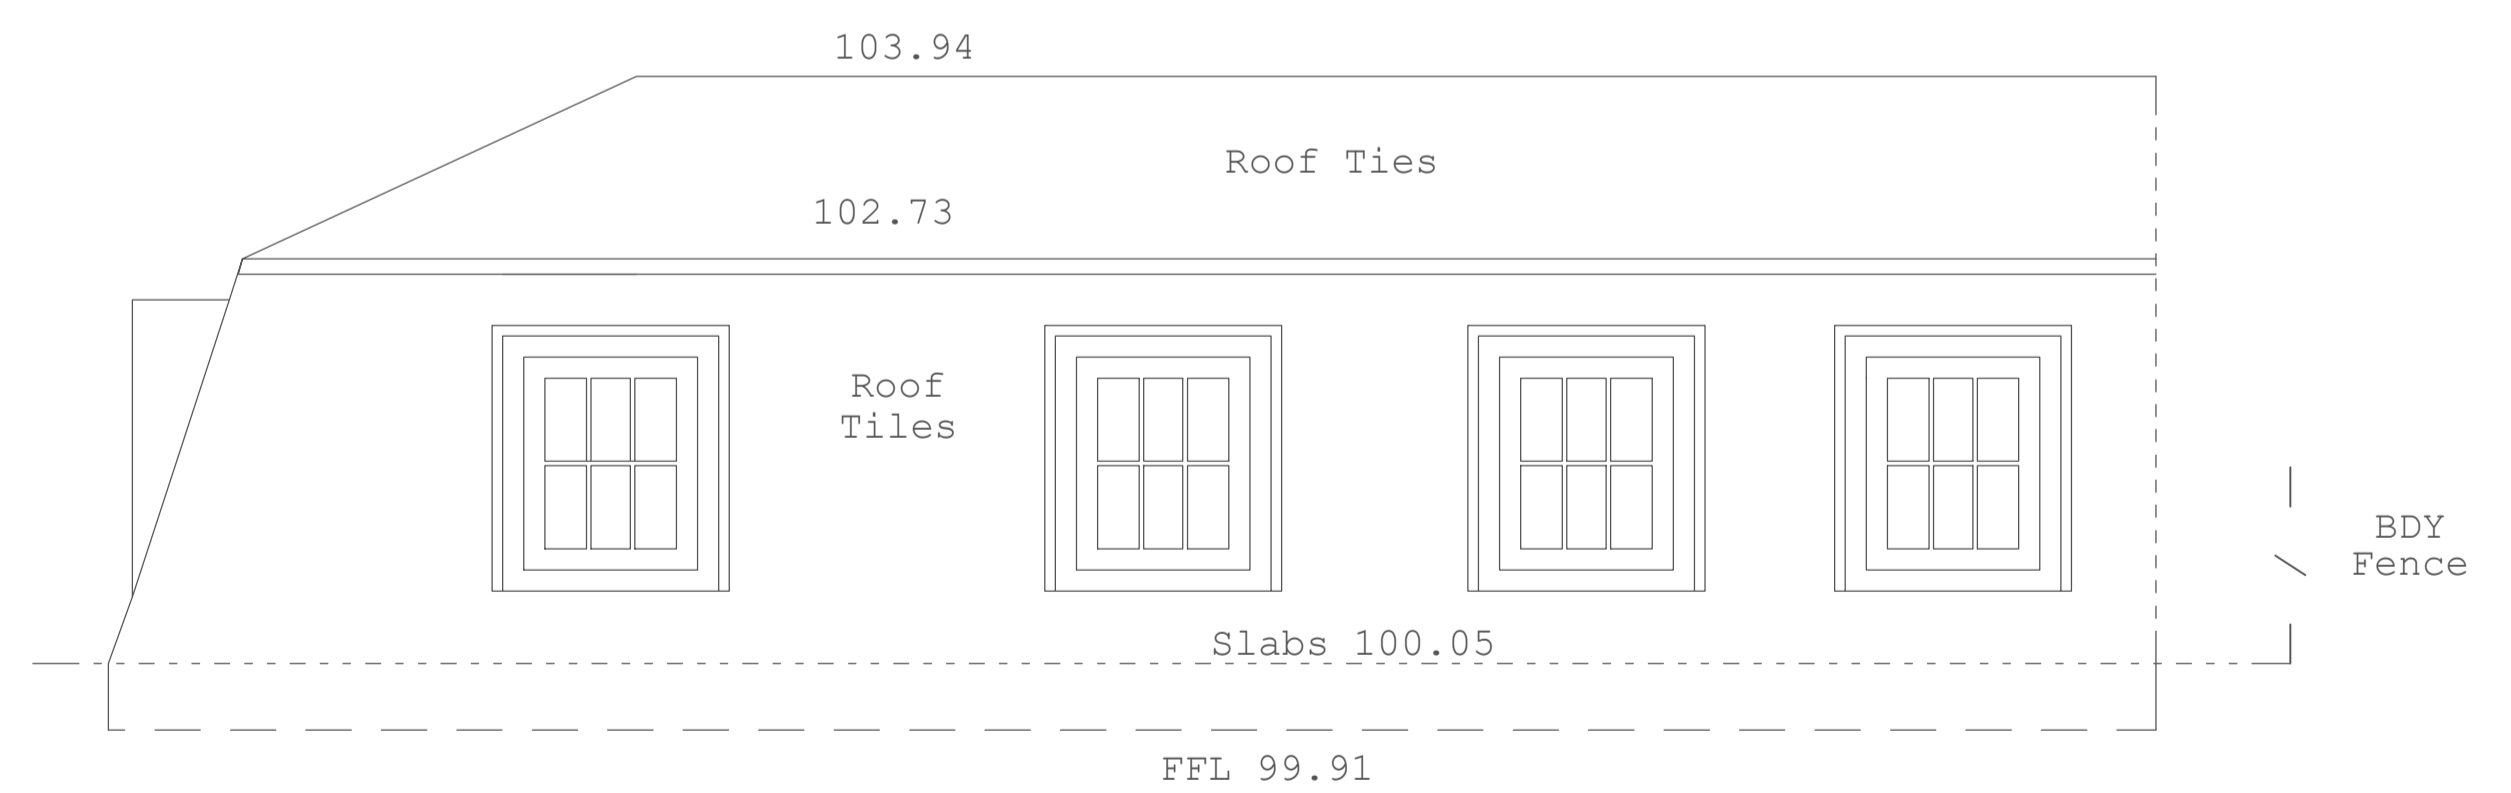 103.94
Roof Ties
102.73
Roof
Tiles
BDY
Fence
Slabs 100.05
FFL 99.91